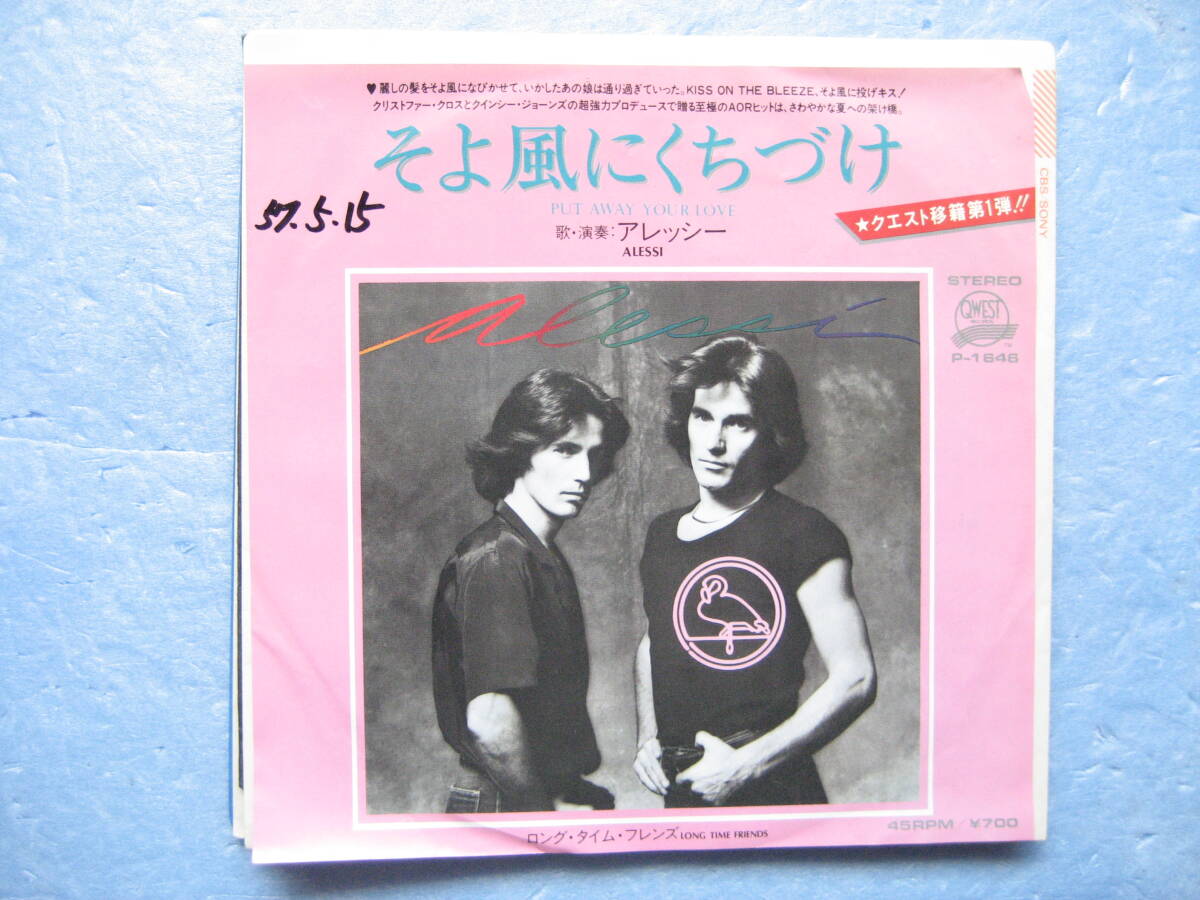 ♥麗しの髪をそよ風になびかせて、いかしたあの娘は通り過ぎていった。KISS ON THE BLEEZE、そよ風に投げキス!
クリストファー・クロスとクインシー・ジョーンズの超強力プロデュースで贈る至極のAORヒットは、さわやかな夏への架け橋。
そよ風にくちづけ
PUT AWAY YOUR LOVE
歌・演奏:アレッシー
ALESSI
57.5.15
★クエスト移籍第1弾!!
CBS SONY
STEREO
QWEST
RECORDS
TM
P-1646
Alessi
ロング・タイム・フレンズ LONG TIME FRIENDS
45RPM/¥700